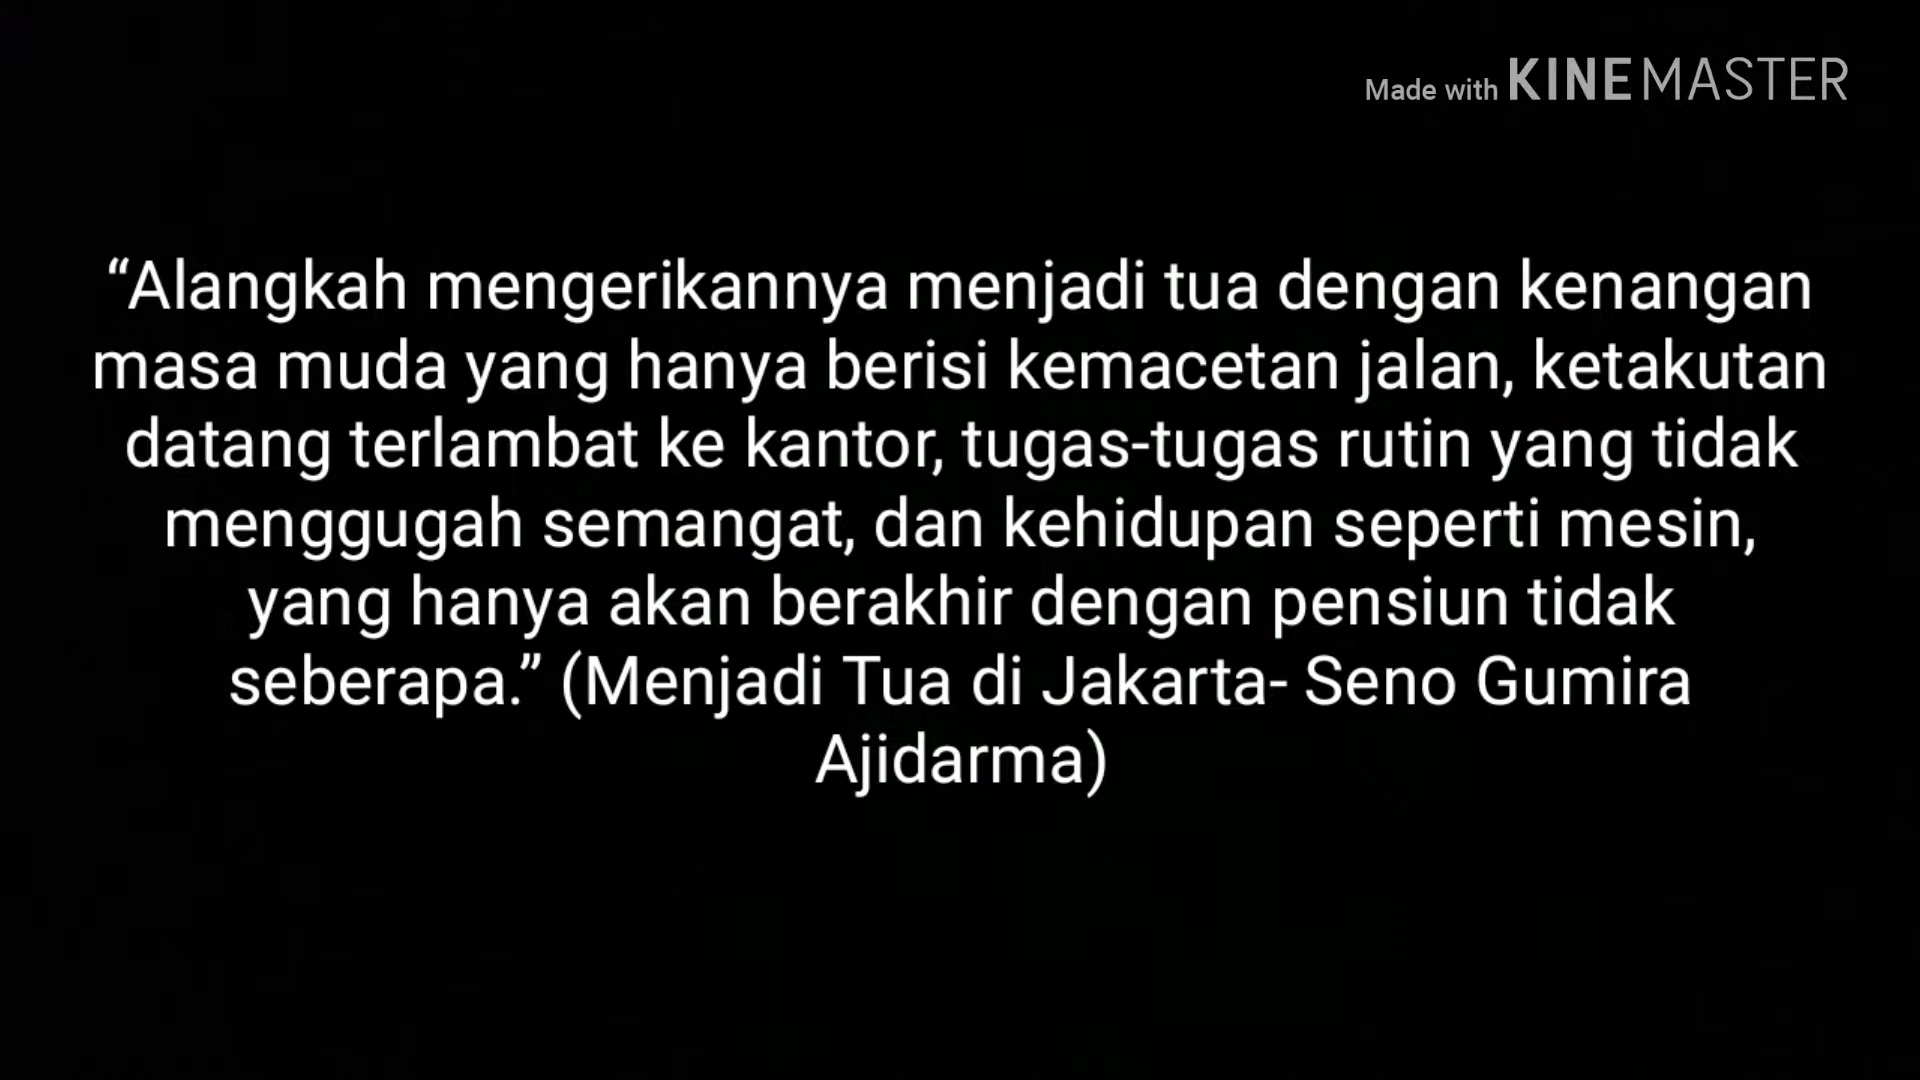 Made with KINEMASTER
“Alangkah mengerikannya menjadi tua dengan kenangan
masa muda yang hanya berisi kemacetan jalan, ketakutan
datang terlambat ke kantor, tugas-tugas rutin yang tidak
menggugah semangat, dan kehidupan seperti mesin,
yang hanya akan berakhir dengan pensiun tidak
seberapa.” (Menjadi Tua di Jakarta- Seno Gumira
Ajidarma)